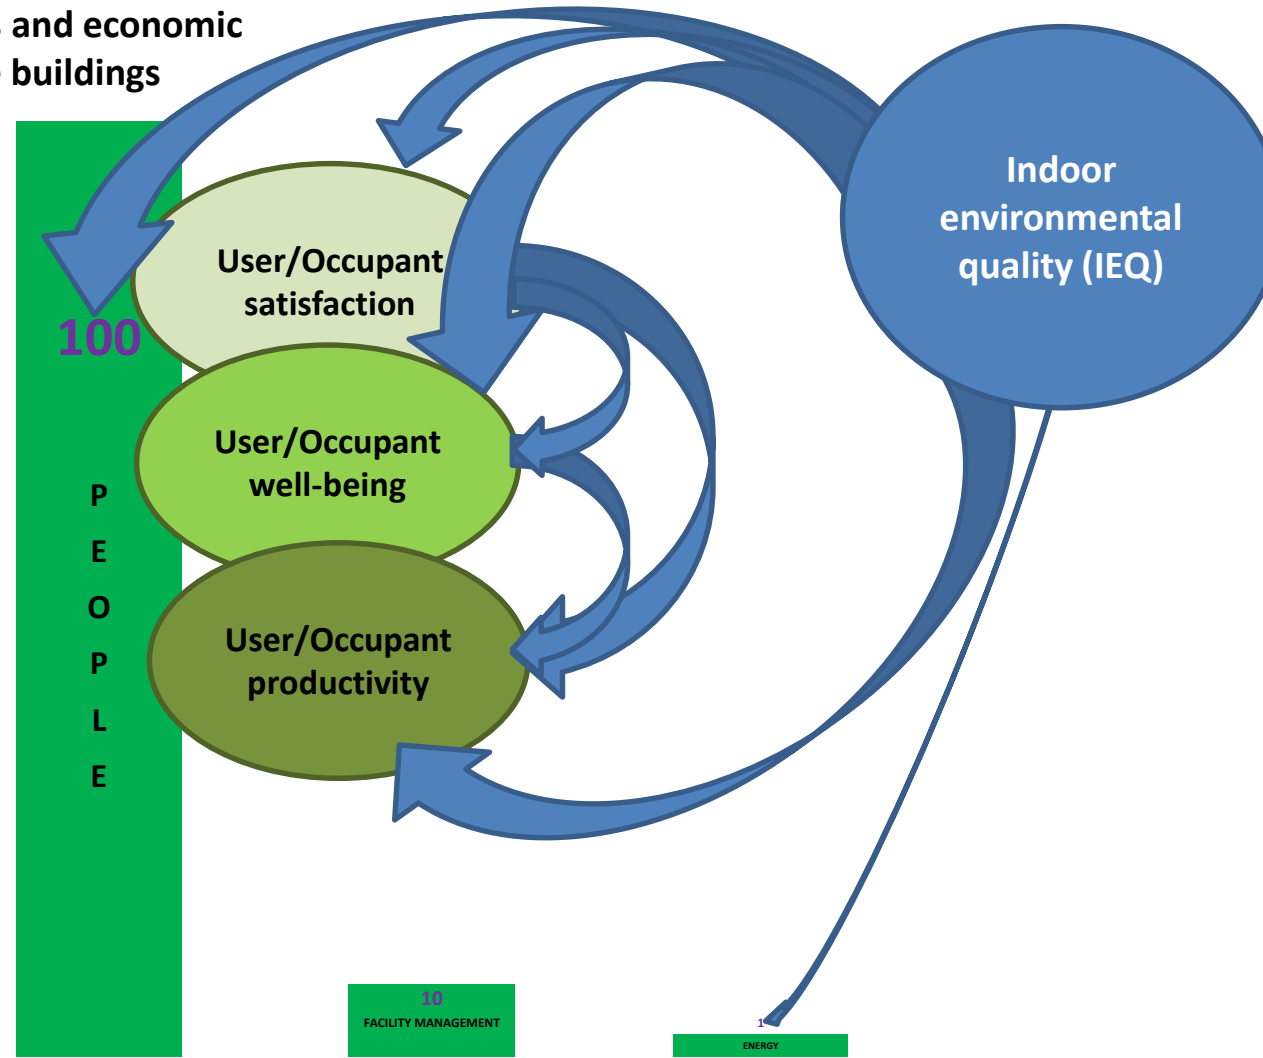 and economic
buildings
User/Occupant
satisfaction
100
User/Occupant
well-being
P
E
O
P
L
E
User/Occupant
productivity
Indoor
environmental
quality (IEQ)
10
FACILITY MANAGEMENT
1
ENERGY